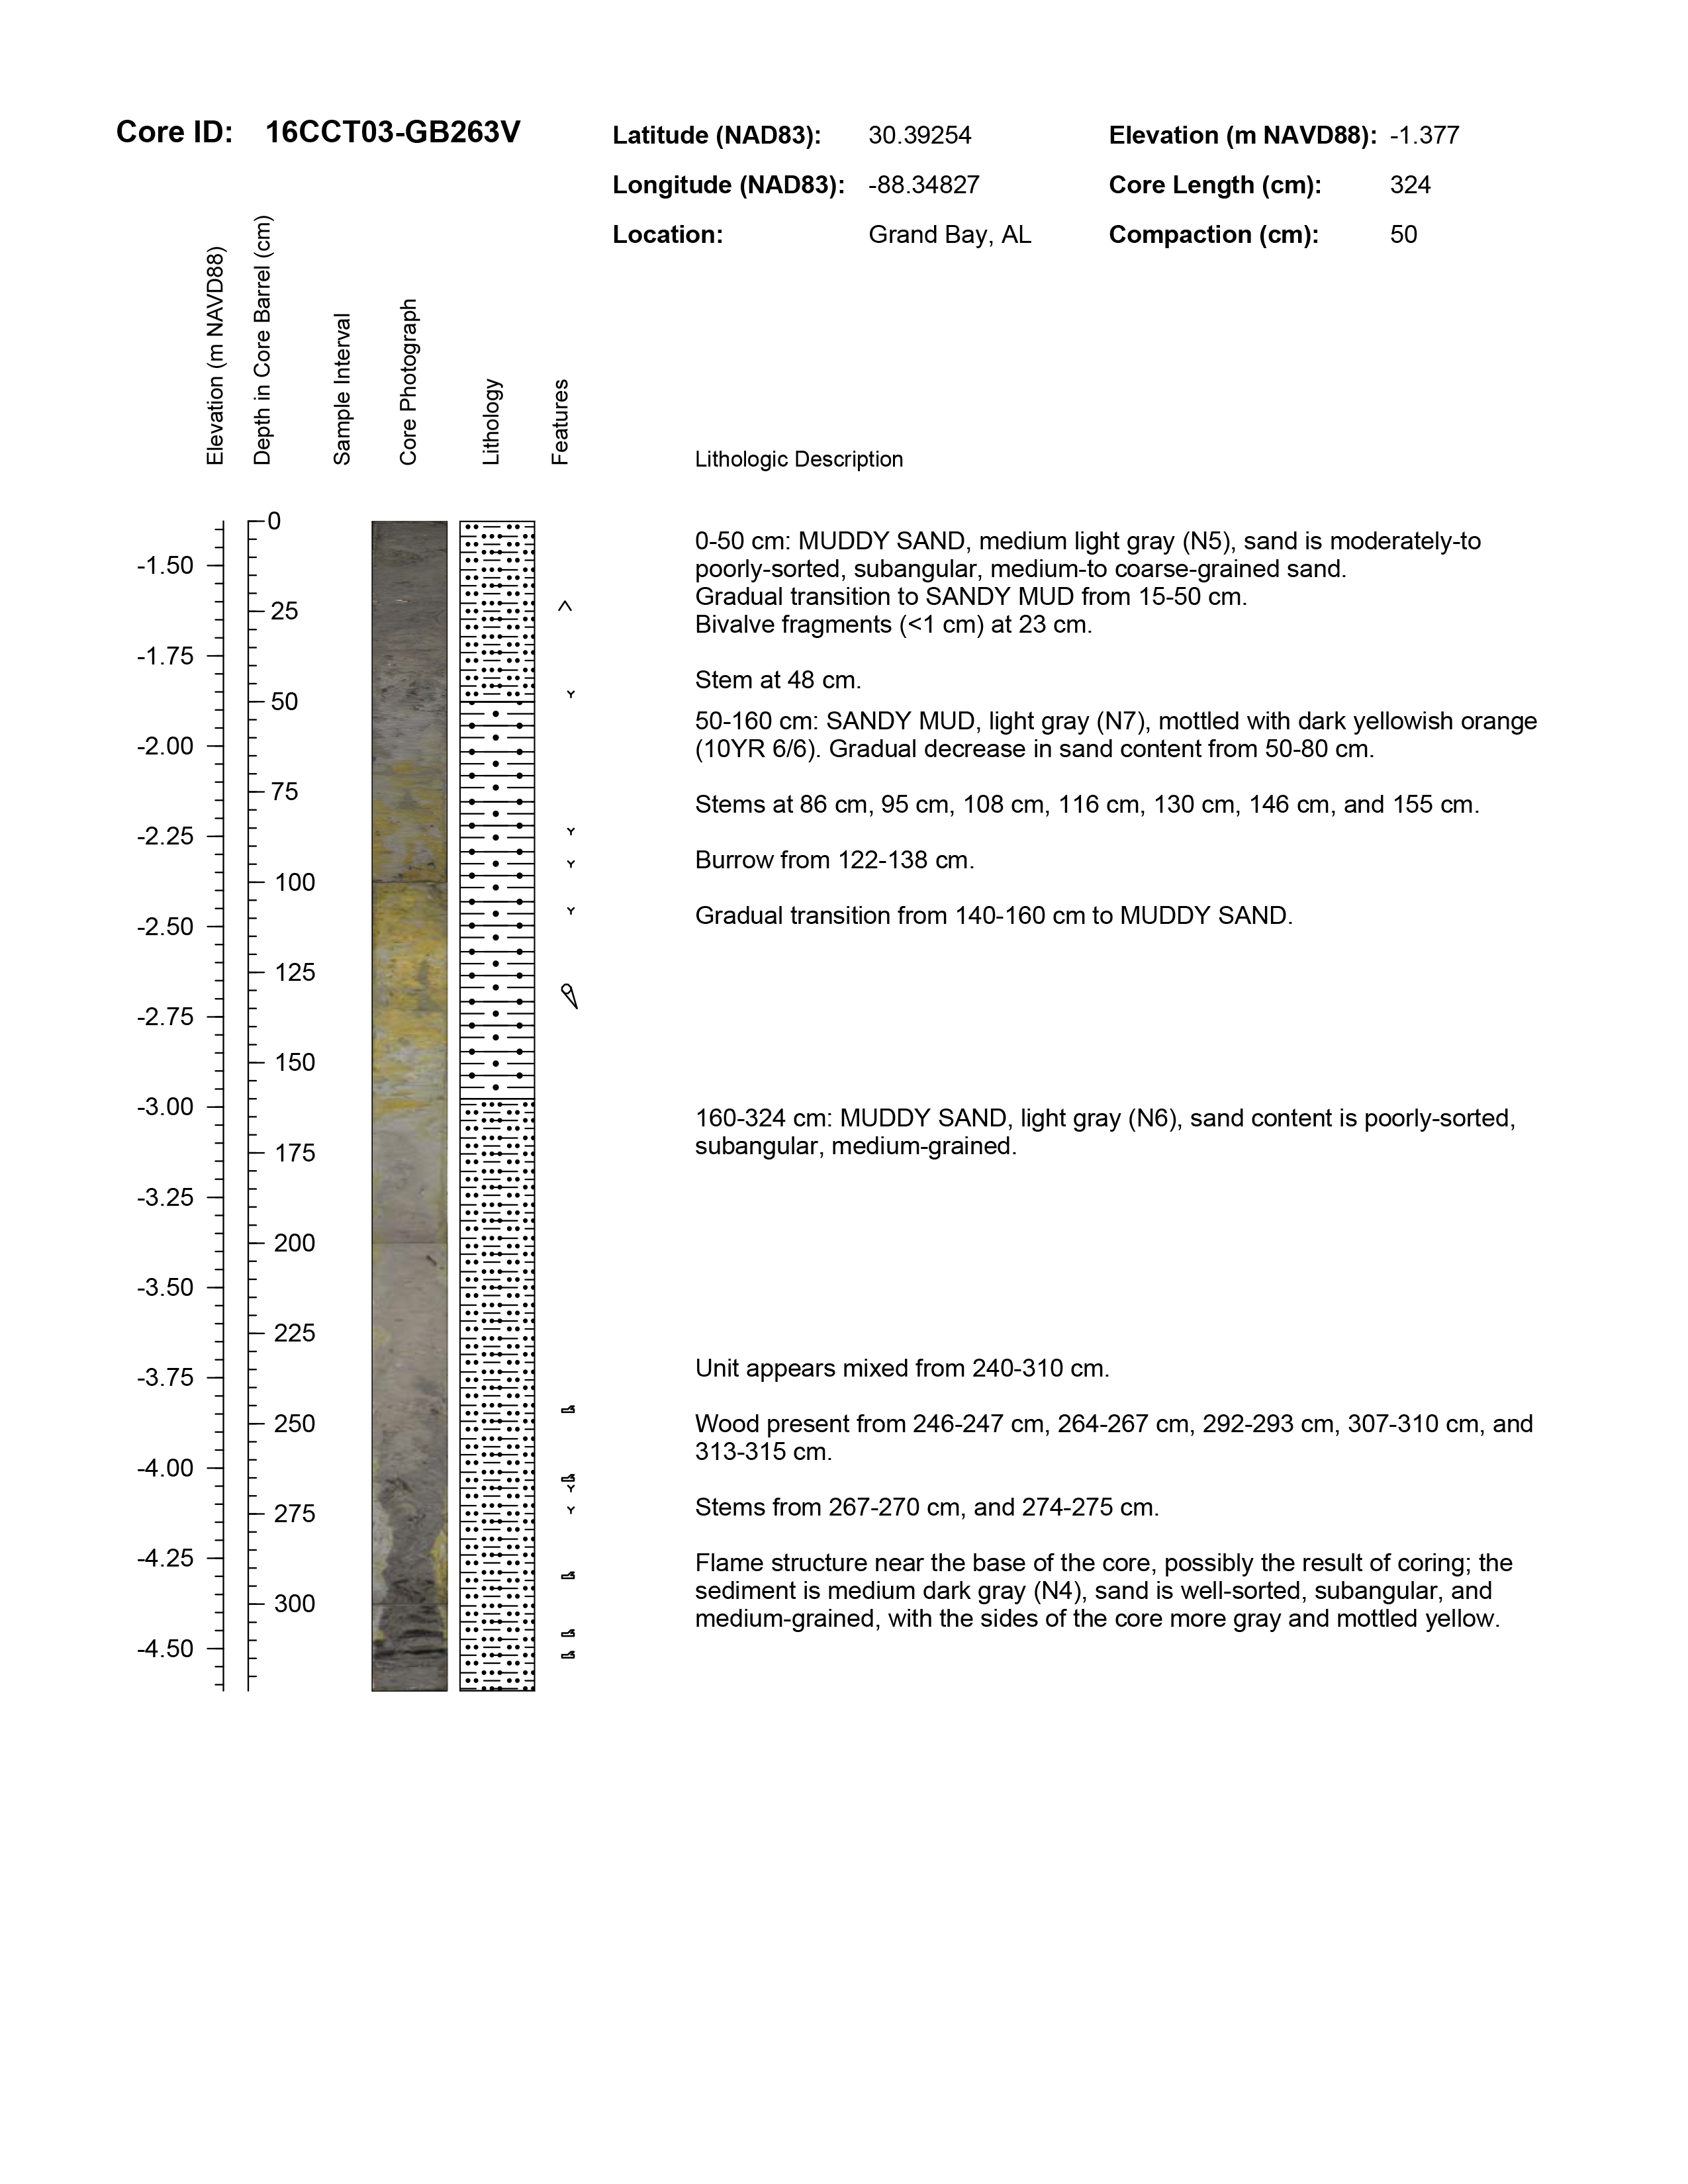 Core ID: 16CCT03-GB263V
Latitude (NAD83): 30.39254
Elevation (m NAVD88): -1.377
Longitude (NAD83): -88.34827
Core Length (cm): 324
Location: Grand Bay, AL
Compaction (cm): 50
Elevation (m NAVD88)
Depth in Core Barrel (cm)
Sample Interval
Core Photograph
Lithology
Features
Lithologic Description
-1.50
-1.75
-2.00
-2.25
-2.50
-2.75
-3.00
-3.25
-3.50
-3.75
-4.00
-4.25
-4.50
0
25
50
75
100
125
150
175
200
225
250
275
300
0-50 cm: MUDDY SAND, medium light gray (N5), sand is moderately-to
poorly-sorted, subangular, medium-to coarse-grained sand.
Gradual transition to SANDY MUD from 15-50 cm.
Bivalve fragments (<1 cm) at 23 cm.
Stem at 48 cm.
50-160 cm: SANDY MUD, light gray (N7), mottled with dark yellowish orange
(10YR 6/6). Gradual decrease in sand content from 50-80 cm.
Stems at 86 cm, 95 cm, 108 cm, 116 cm, 130 cm, 146 cm, and 155 cm.
Burrow from 122-138 cm.
Gradual transition from 140-160 cm to MUDDY SAND.
160-324 cm: MUDDY SAND, light gray (N6), sand content is poorly-sorted,
subangular, medium-grained.
Unit appears mixed from 240-310 cm.
Wood present from 246-247 cm, 264-267 cm, 292-293 cm, 307-310 cm, and
313-315 cm.
Stems from 267-270 cm, and 274-275 cm.
Flame structure near the base of the core, possibly the result of coring; the
sediment is medium dark gray (N4), sand is well-sorted, subangular, and
medium-grained, with the sides of the core more gray and mottled yellow.